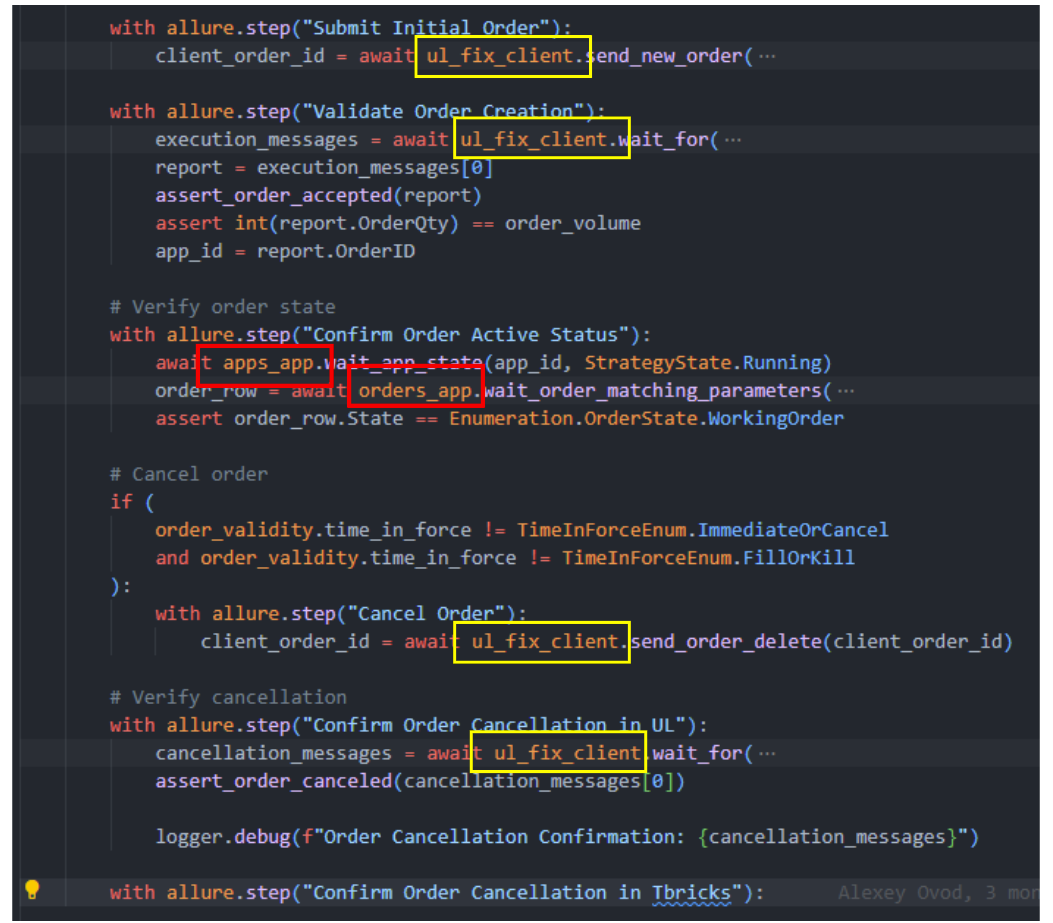 with allure.step("Submit Initial Order"):
client_order_id = await ul_fix_client.send_new_order( …
with allure.step("Validate Order Creation"):
execution_messages = await ul_fix_client.wait_for( …
report = execution_messages[0]
assert_order_accepted(report)
assert int(report.OrderQty) == order_volume
app_id = report.OrderID
# Verify order state
with allure.step("Confirm Order Active Status"):
await apps_app.wait_app_state(app_id, StrategyState.Running)
order_row = await orders_app.wait_order_matching_parameters( …
assert order_row.State == Enumeration.OrderState.WorkingOrder
# Cancel order
if (
order_validity.time_in_force != TimeInForceEnum.ImmediateOrCancel
and order_validity.time_in_force != TimeInForceEnum.FillOrKill
):
with allure.step("Cancel Order"):
client_order_id = await ul_fix_client.send_order_delete(client_order_id)
# Verify cancellation
with allure.step("Confirm Order Cancellation in UL"):
cancellation_messages = await ul_fix_client.wait_for( …
assert_order_canceled(cancellation_messages[0])
logger.debug(f"Order Cancellation Confirmation: {cancellation_messages}")
with allure.step("Confirm Order Cancellation in Tbricks"): Alexey Ovod, 3 mon